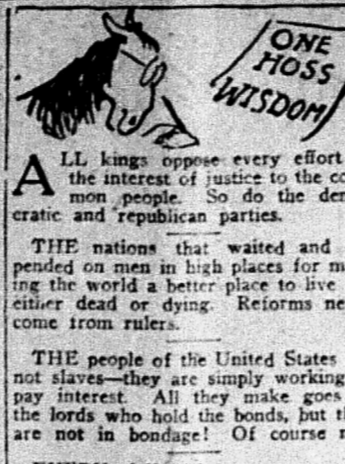 ONE
HOSS
WISDOM
ALL kings oppose every effort
the interest of justice to the co
mon people. So do the dem
cratic and republican parties.
THE nations that waited and
pended on men in high places for m
ing the world a better place to live
either dead or dying. Reforms ne
come from rulers.
THE people of the United States
not slaves—they are simply working
pay interest. All they make goes
the lords who hold the bonds, but th
are not in bondage! Of course n